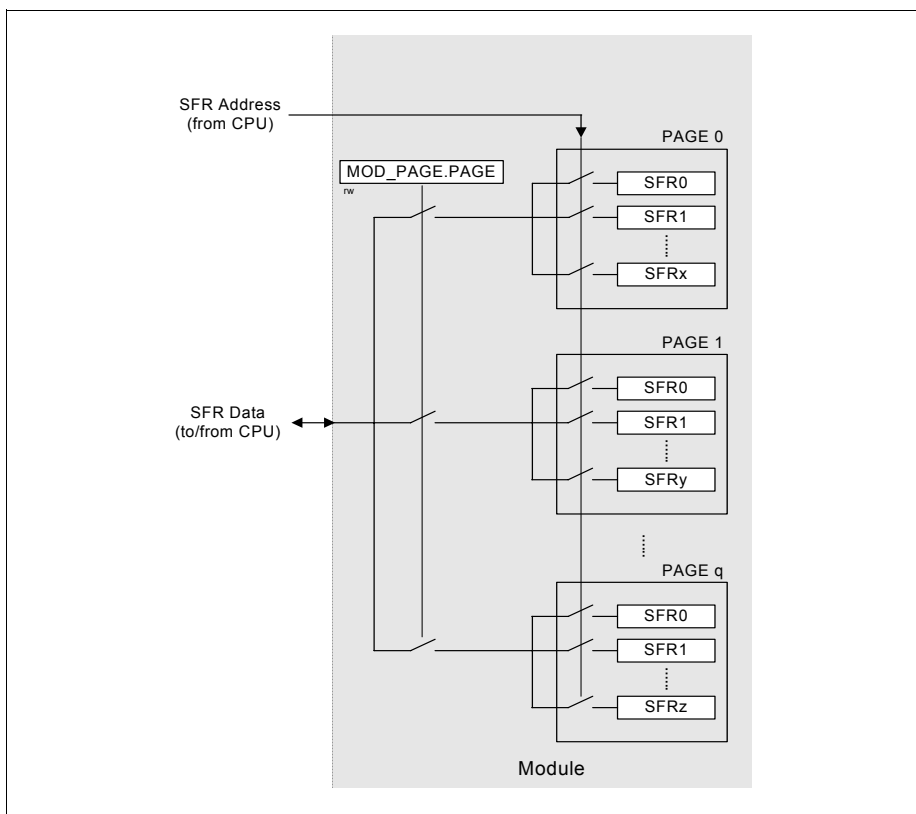 SFR Address
(from CPU)
PAGE 0
MOD_PAGE.PAGE
rw
SFR0
SFR1
SFRx
PAGE 1
SFR Data
(to/from CPU)
SFR0
SFR1
SFRy
PAGE q
SFR0
SFR1
SFRz
Module